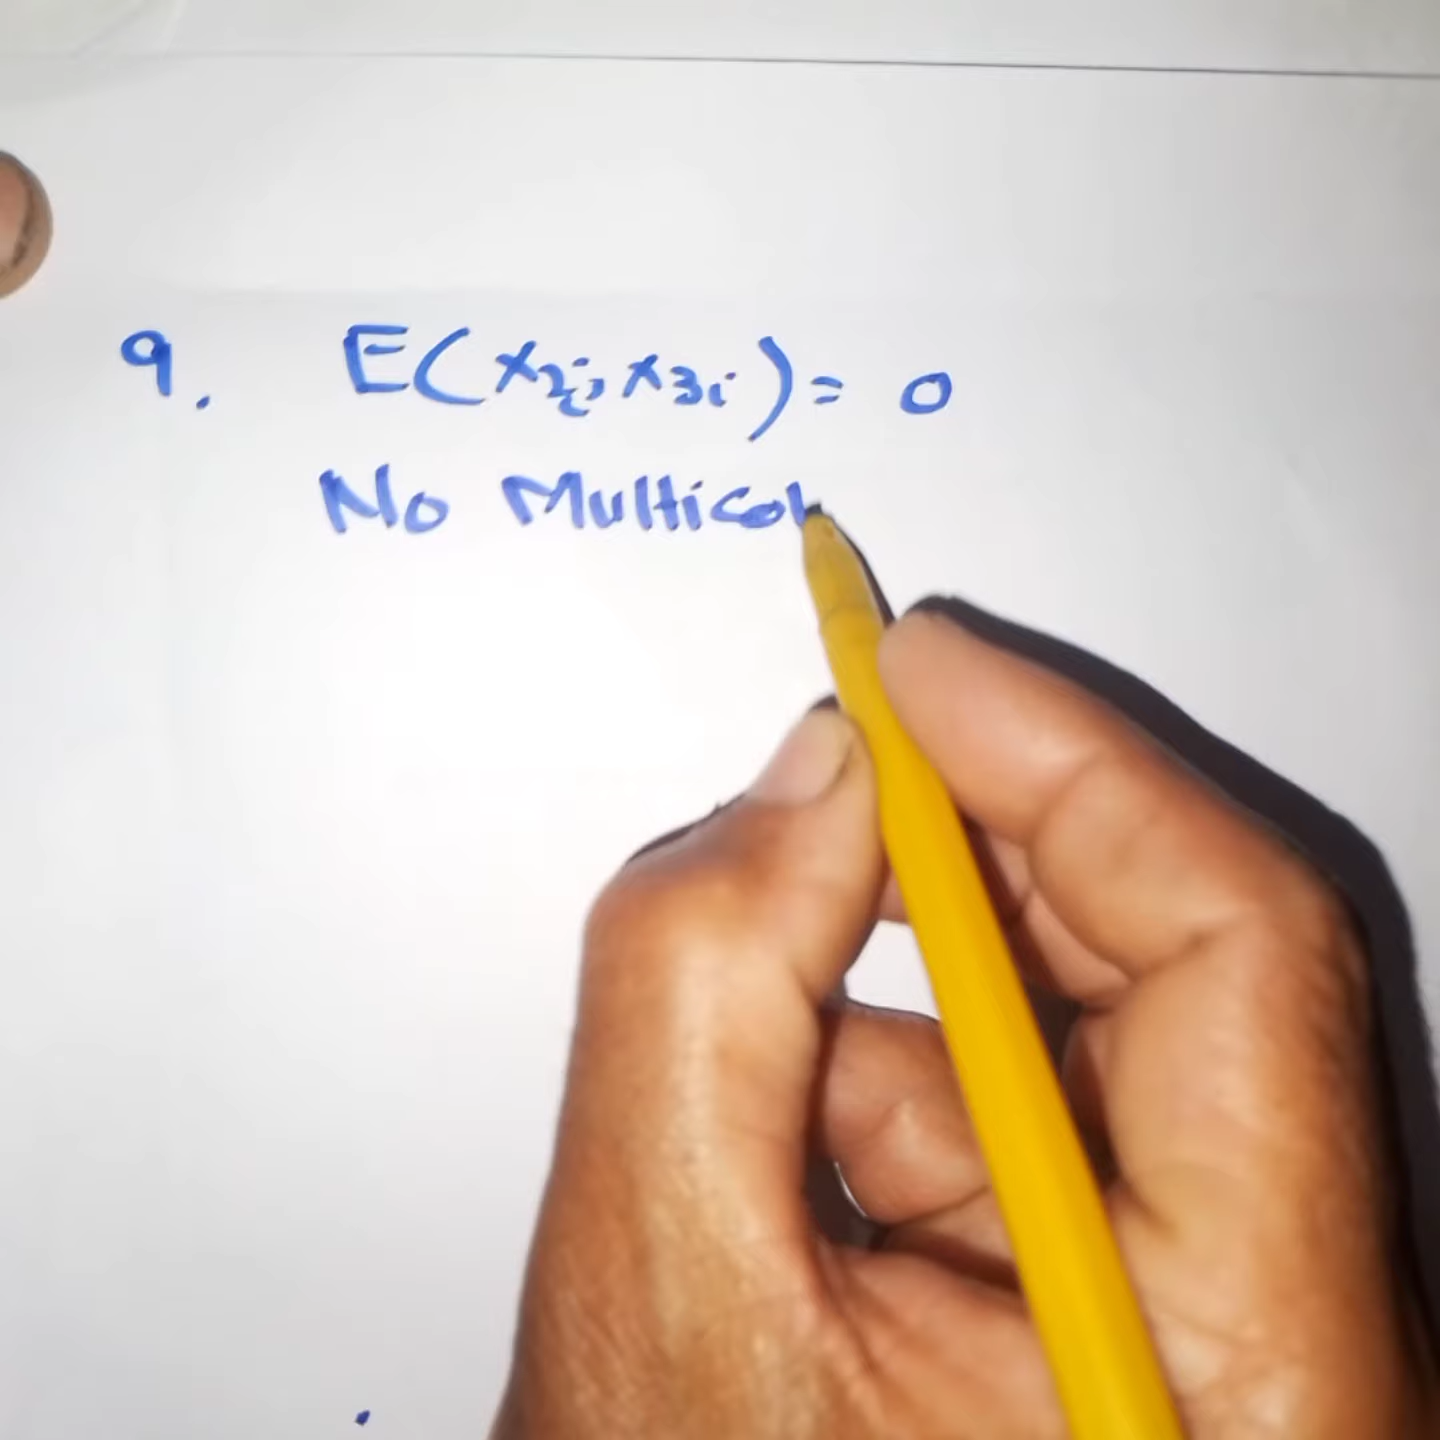 9. E(x2i, x3i) = 0
No Multicol